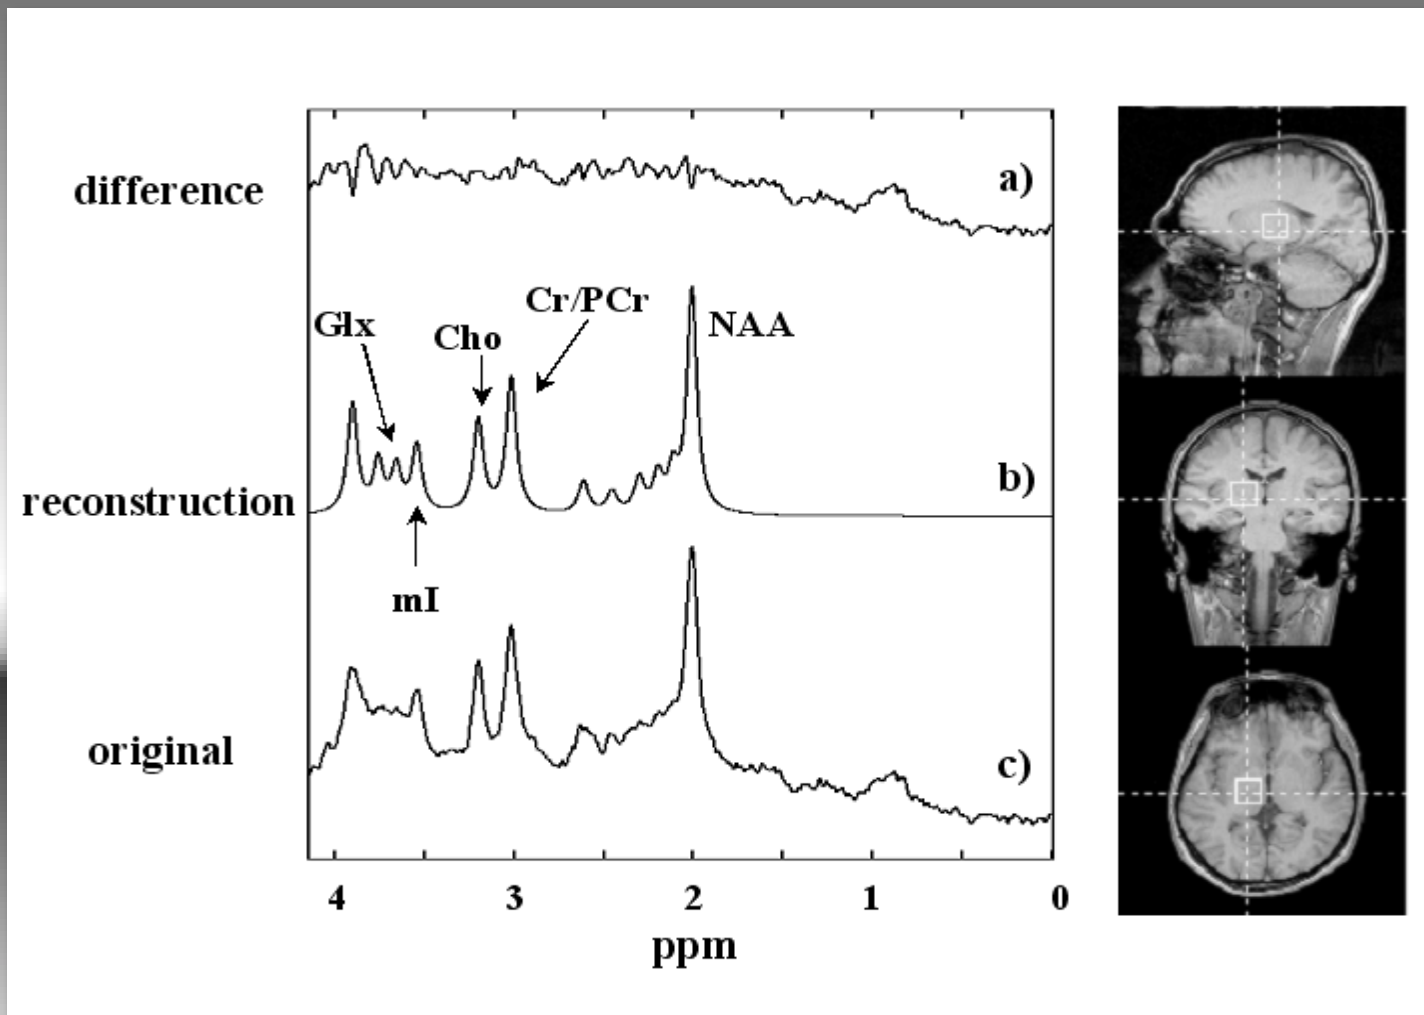 difference
a)
Glx
Cho
Cr/PCr
NAA
reconstruction
b)
mI
original
c)
4 3 2 1 0
ppm